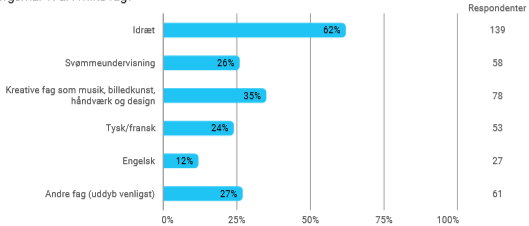 Respondenter
Idræt 62% 139
Svømmeundervisning 26% 58
Kreative fag som musik, billedkunst,
håndværk og design 35% 78
Tysk/fransk 24% 53
Engelsk 12% 27
Andre fag (uddyb venligst) 27% 61
0% 25% 50% 75% 100%